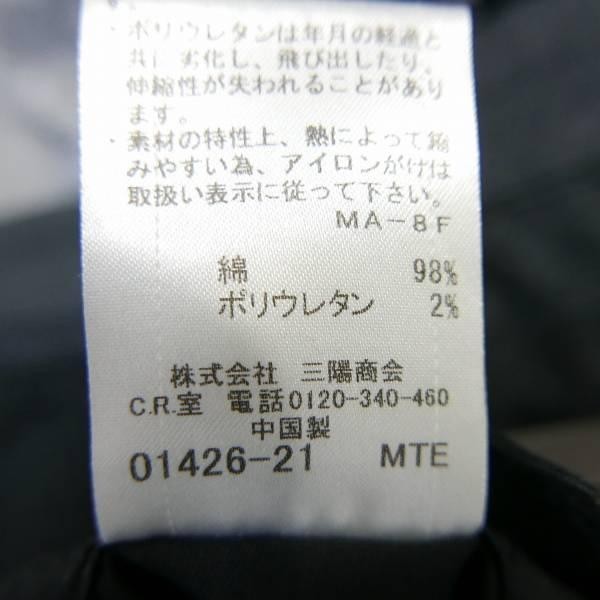 ・ポリウレタンは年月の経過と
共に劣化し、飛び出したり、
伸縮性が失われることがあり
ます。
・素材の特性上、熱によって縮
みやすい為、アイロンがけは
取扱い表示に従って下さい。
MA-8F
綿 98%
ポリウレタン 2%
株式会社 三陽商会
C.R.室 電話0120-340-460
中国製
01426-21 MTE